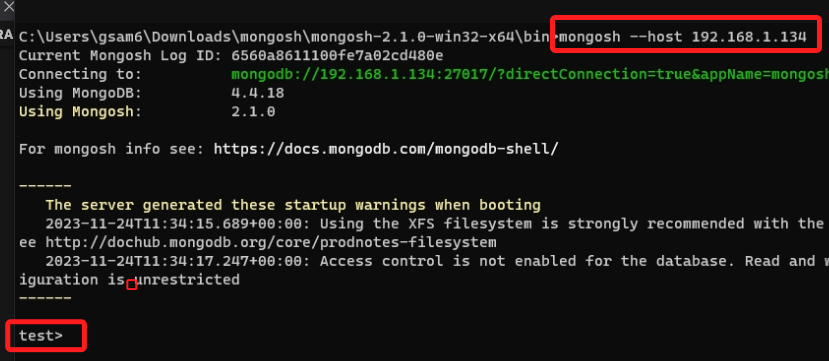 RA
C:\Users\gsam6\Downloads\mongosh\mongosh-2.1.0-win32-x64\bin>mongosh --host 192.168.1.134
Current Mongosh Log ID: 6560a8611100fe7a02cd480e
Connecting to: mongodb://192.168.1.134:27017/?directConnection=true&appName=mongosh
Using MongoDB: 4.4.18
Using Mongosh: 2.1.0
For mongosh info see: https://docs.mongodb.com/mongodb-shell/
------
The server generated these startup warnings when booting
2023-11-24T11:34:15.689+00:00: Using the XFS filesystem is strongly recommended with the
ee http://dochub.mongodb.org/core/prodnotes-filesystem
2023-11-24T11:34:17.247+00:00: Access control is not enabled for the database. Read and w
iguration is unrestricted
------
test>